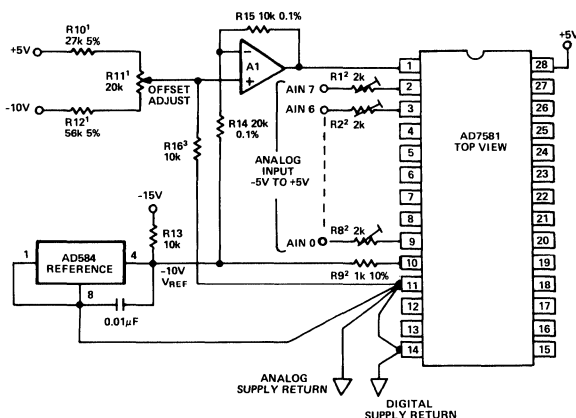 R15 10k 0.1%
R10¹
27k 5%
+5V
R11¹
20k
OFFSET
ADJUST
-10V
R12¹
56k 5%
A1
-
+
R14 20k
0.1%
R16³
10k
AIN 7
R1² 2k
AIN 6
R2² 2k
ANALOG
INPUT
-5V TO +5V
AIN 0
R8² 2k
R9² 1k 10%
-15V
R13
10k
AD584
REFERENCE
1
4
8
-10V
VREF
0.01μF
ANALOG
SUPPLY RETURN
DIGITAL
SUPPLY RETURN
AD7581
TOP VIEW
+5V
1
2
3
4
5
6
7
8
9
10
11
12
13
14
28
27
26
25
24
23
22
21
20
19
18
17
16
15